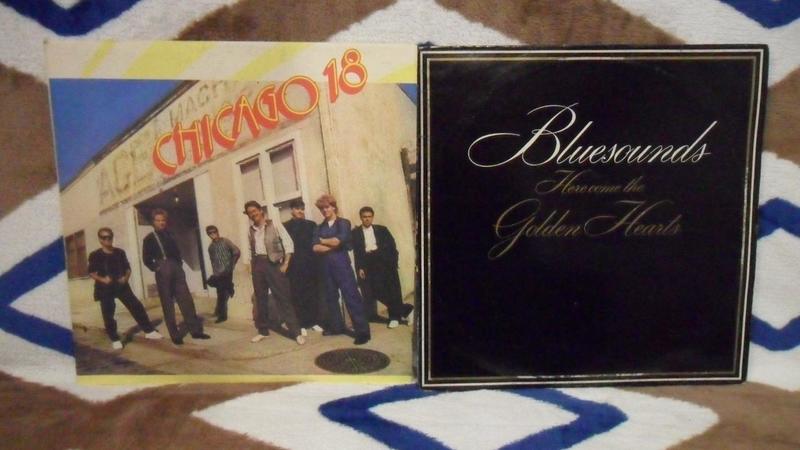 CHICAGO 18
Bluesounds
Here come the
Golden Hearts